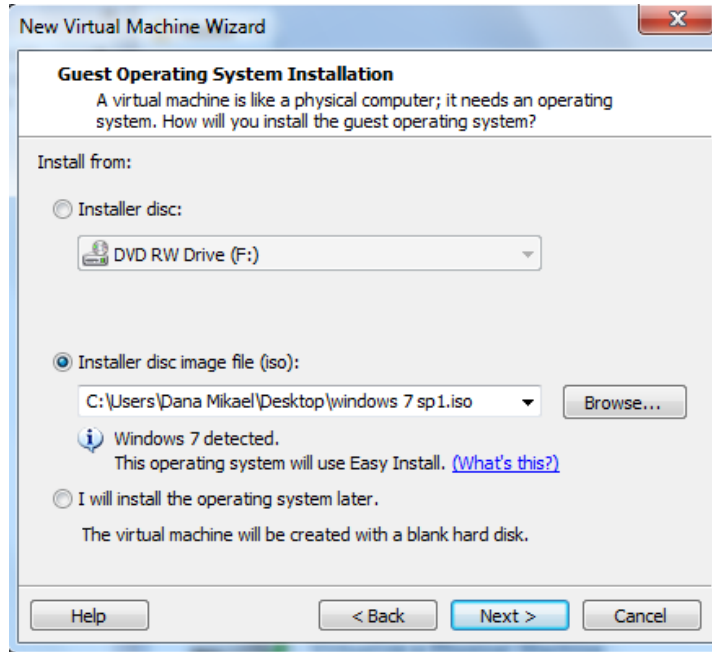 New Virtual Machine Wizard
Guest Operating System Installation
A virtual machine is like a physical computer; it needs an operating
system. How will you install the guest operating system?
Install from:
Installer disc:
DVD RW Drive (F:)
Installer disc image file (iso):
C:\Users\Dana Mikael\Desktop\windows 7 sp1.iso
Browse...
Windows 7 detected.
This operating system will use Easy Install. (What's this?)
I will install the operating system later.
The virtual machine will be created with a blank hard disk.
Help
< Back
Next >
Cancel